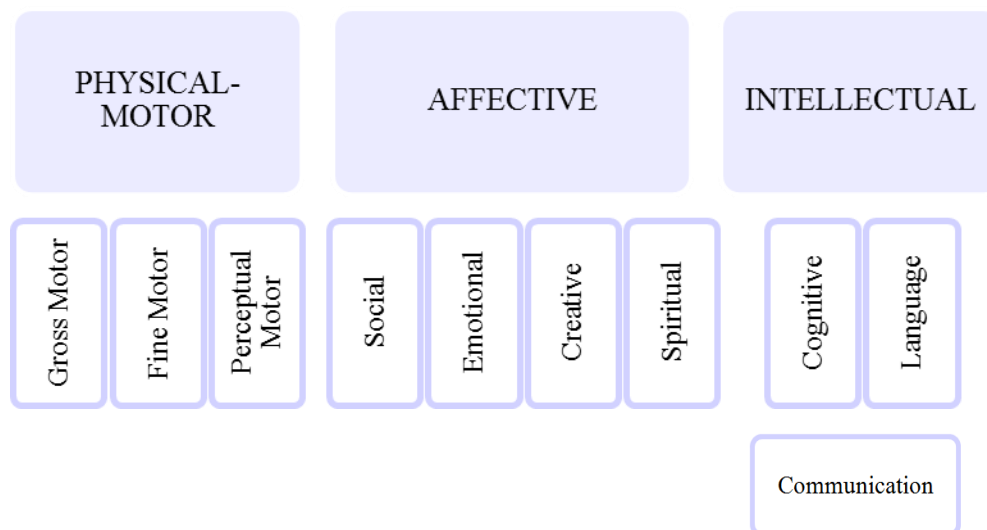 PHYSICAL-
MOTOR
AFFECTIVE
INTELLECTUAL
Gross Motor
Fine Motor
Perceptual
Motor
Social
Emotional
Creative
Spiritual
Cognitive
Language
Communication